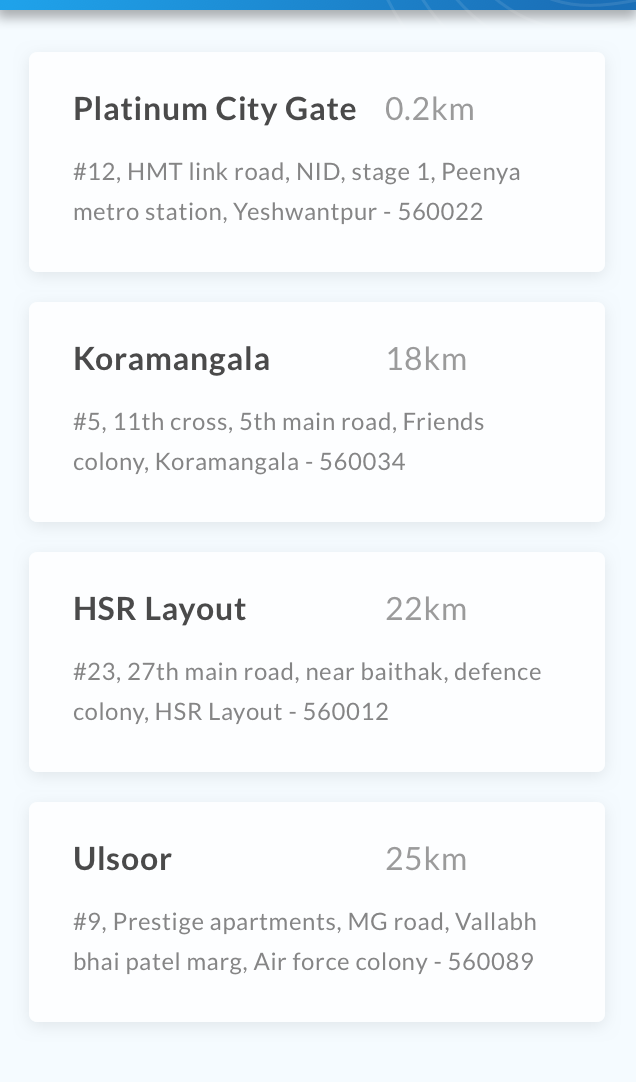 Platinum City Gate 0.2km
#12, HMT link road, NID, stage 1, Peenya
metro station, Yeshwantpur - 560022
Koramangala 18km
#5, 11th cross, 5th main road, Friends
colony, Koramangala - 560034
HSR Layout 22km
#23, 27th main road, near baithak, defence
colony, HSR Layout - 560012
Ulsoor 25km
#9, Prestige apartments, MG road, Vallabh
bhai patel marg, Air force colony - 560089